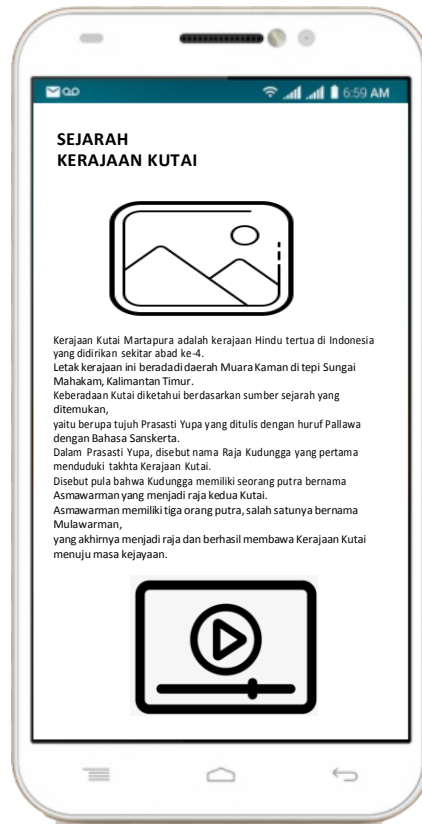 6:59 AM
SEJARAH
KERAJAAN KUTAI
Kerajaan Kutai Martapura adalah kerajaan Hindu tertua di Indonesia
yang didirikan sekitar abad ke-4.
Letak kerajaan ini berada di daerah Muara Kaman di tepi Sungai
Mahakam, Kalimantan Timur.
Keberadaan Kutai diketahui berdasarkan sumber sejarah yang
ditemukan,
yaitu berupa tujuh Prasasti Yupa yang ditulis dengan huruf Pallawa
dengan Bahasa Sanskerta.
Dalam Prasasti Yupa, disebut nama Raja Kudungga yang pertama
menduduki takhta Kerajaan Kutai.
Disebut pula bahwa Kudungga memiliki seorang putra bernama
Asmawarman yang menjadi raja kedua Kutai.
Asmawarman memiliki tiga orang putra, salah satunya bernama
Mulawarman,
yang akhirnya menjadi raja dan berhasil membawa Kerajaan Kutai
menuju masa kejayaan.